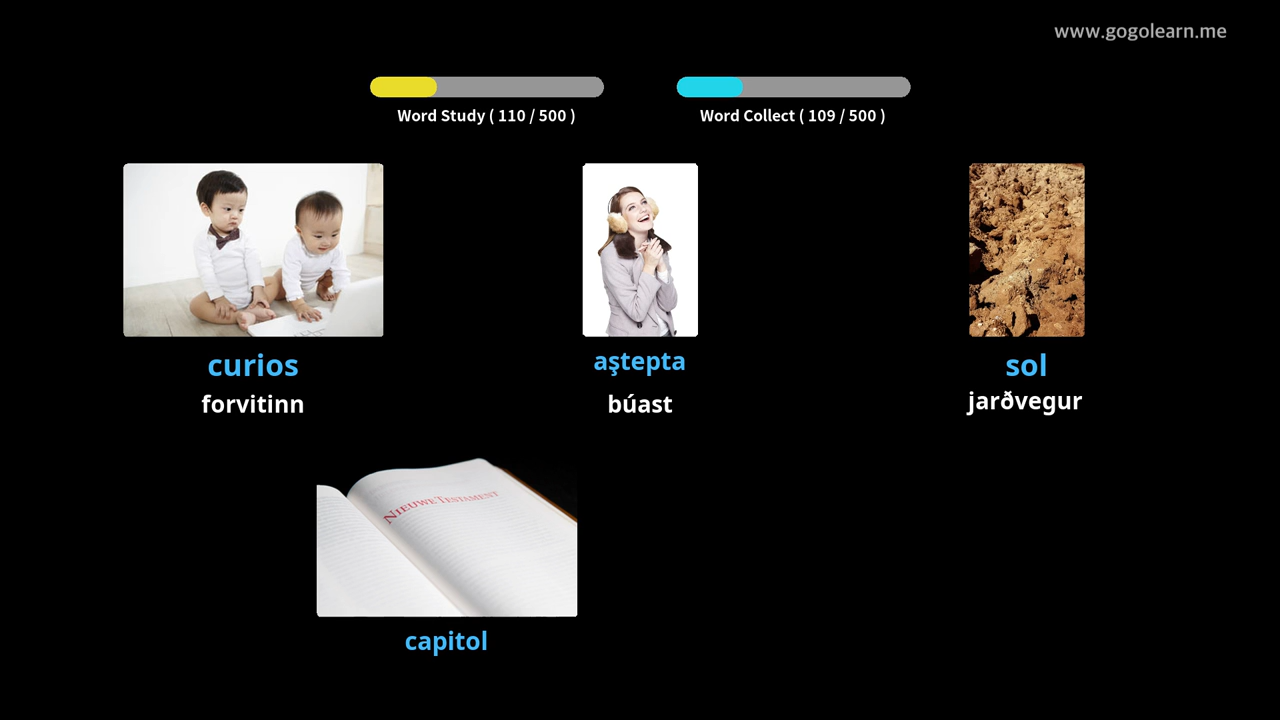 www.gogolearn.me
Word Study ( 110 / 500 )
Word Collect ( 109 / 500 )
curios
aştepta
sol
forvitinn
búast
jarðvegur
NIEUWE TESTAMENT
capitol